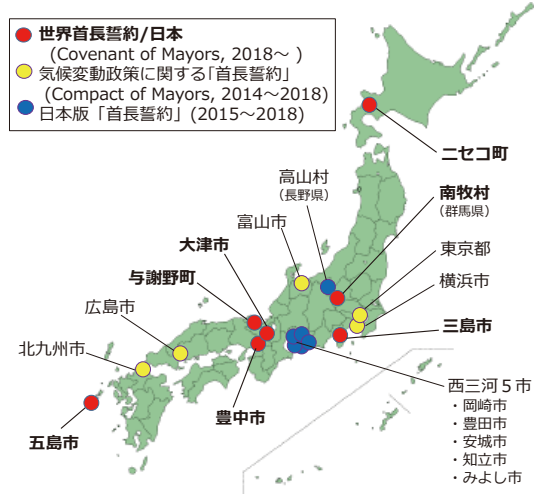 世界首長誓約/日本
(Covenant of Mayors, 2018～ )
気候変動政策に関する「首長誓約」
(Compact of Mayors, 2014～2018)
日本版「首長誓約」(2015～2018)
ニセコ町
高山村
(長野県)
南牧村
(群馬県)
富山市
大津市
東京都
与謝野町
横浜市
広島市
三島市
北九州市
西三河５市
・岡崎市
・豊田市
・安城市
・知立市
・みよし市
豊中市
五島市